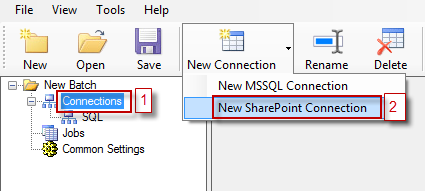 File View Tools Help
New Open Save New Connection Rename Delete
New Batch
New MSSQL Connection
Connections 1
New SharePoint Connection 2
SQL
Jobs
Common Settings